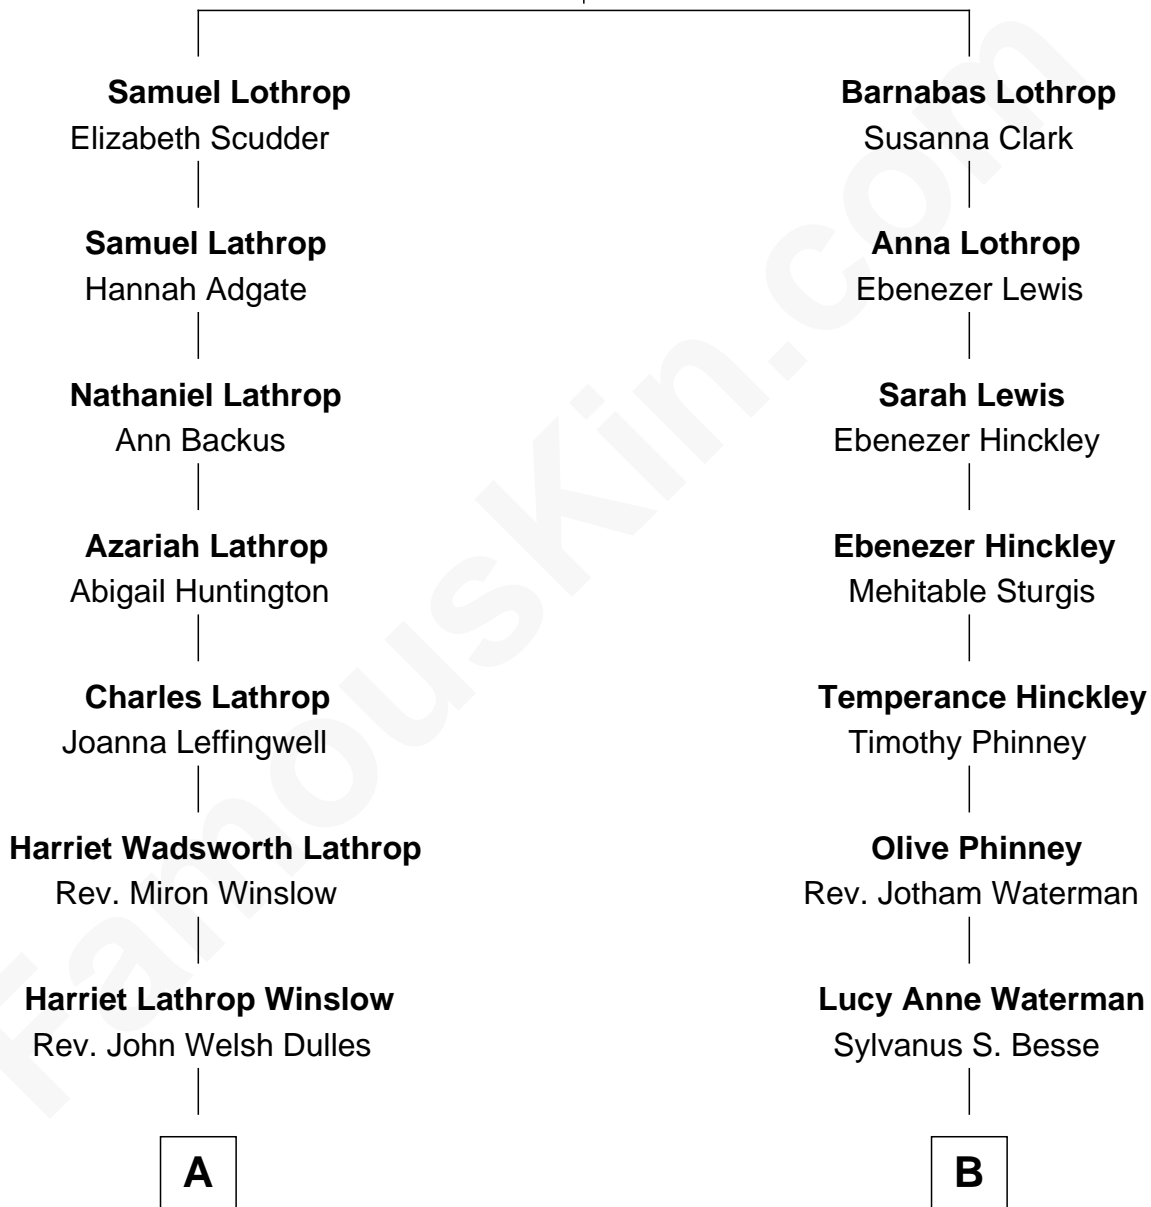 Samuel Lothrop
Elizabeth Scudder
Samuel Lathrop
Hannah Adgate
Nathaniel Lathrop
Ann Backus
Azariah Lathrop
Abigail Huntington
Charles Lathrop
Joanna Leffingwell
Harriet Wadsworth Lathrop
Rev. Miron Winslow
Harriet Lathrop Winslow
Rev. John Welsh Dulles
A
Barnabas Lothrop
Susanna Clark
Anna Lothrop
Ebenezer Lewis
Sarah Lewis
Ebenezer Hinckley
Ebenezer Hinckley
Mehitable Sturgis
Temperance Hinckley
Timothy Phinney
Olive Phinney
Rev. Jotham Waterman
Lucy Anne Waterman
Sylvanus S. Besse
B
FamousKin.com